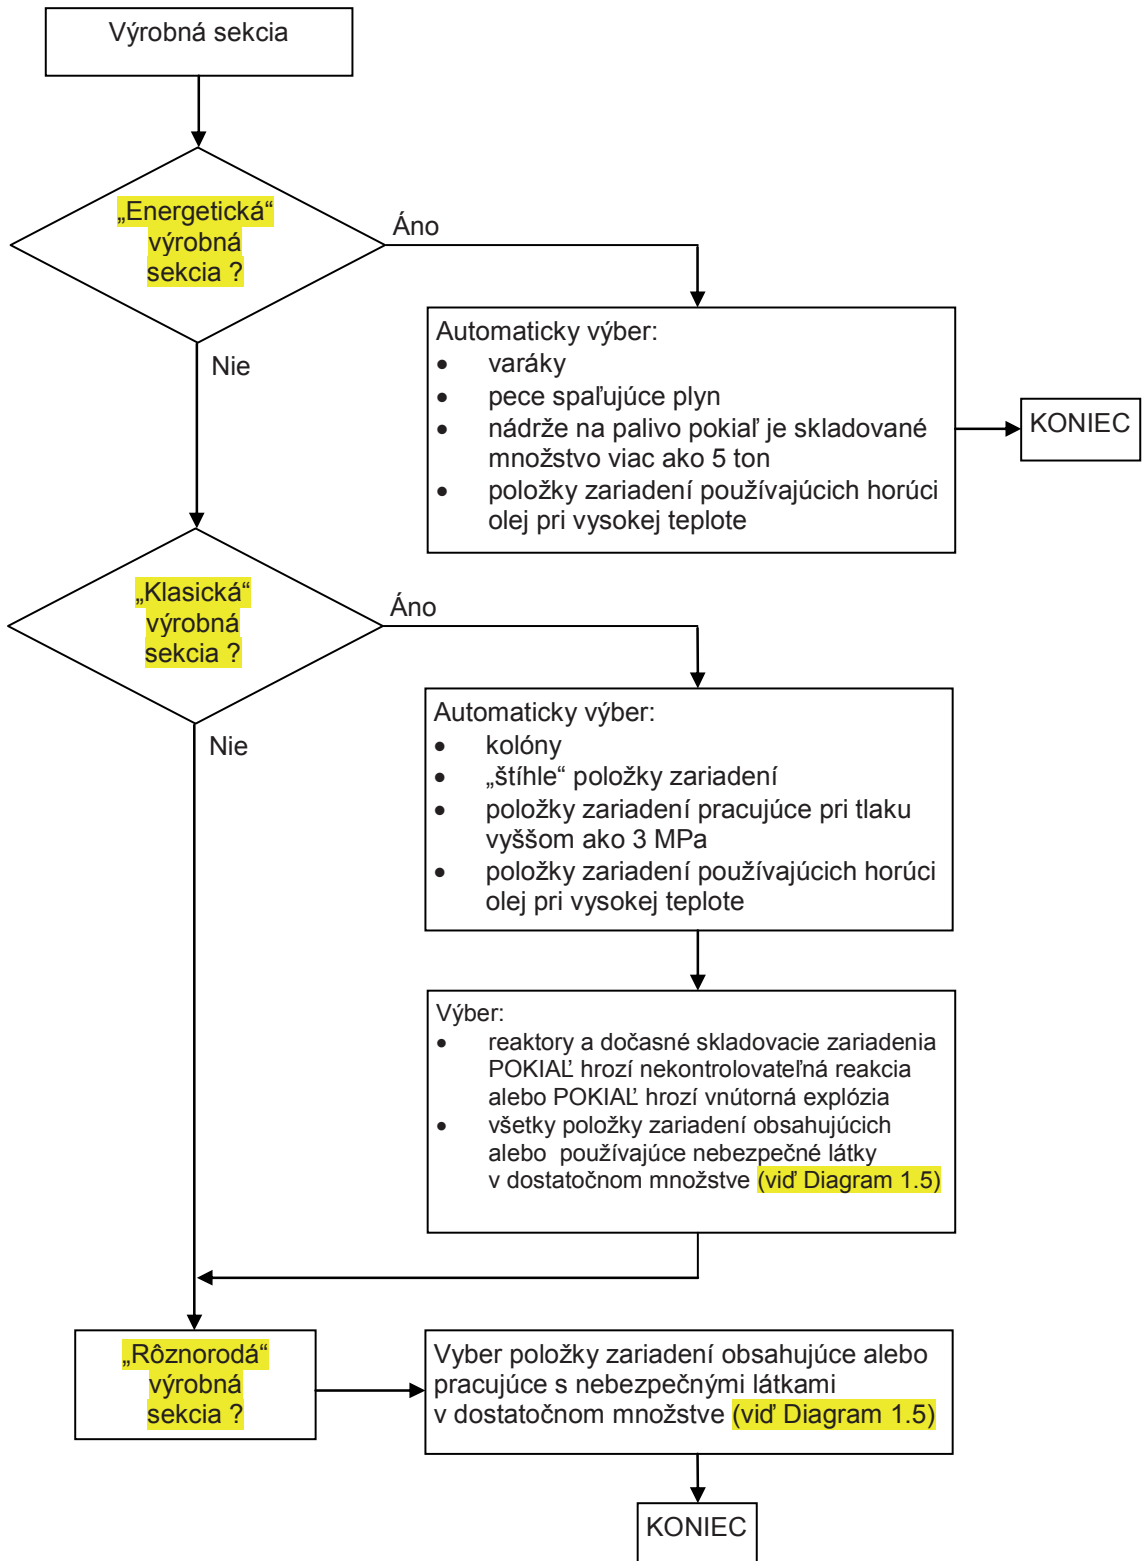 Výrobná sekcia
„Energetická“
výrobná
sekcia ?
Áno
Nie
Automaticky výber:
• varáky
• pece spaľujúce plyn
• nádrže na palivo pokiaľ je skladované
množstvo viac ako 5 ton
• položky zariadení používajúcich horúci
olej pri vysokej teplote
KONIEC
„Klasická“
výrobná
sekcia ?
Áno
Nie
Automaticky výber:
• kolóny
• „štíhle“ položky zariadení
• položky zariadení pracujúce pri tlaku
vyššom ako 3 MPa
• položky zariadení používajúcich horúci
olej pri vysokej teplote
Výber:
• reaktory a dočasné skladovacie zariadenia
POKIAĽ hrozí nekontrolovateľná reakcia
alebo POKIAĽ hrozí vnútorná explózia
• všetky položky zariadení obsahujúcich
alebo používajúce nebezpečné látky
v dostatočnom množstve (viď Diagram 1.5)
„Rôznorodá“
výrobná
sekcia ?
Vyber položky zariadení obsahujúce alebo
pracujúce s nebezpečnými látkami
v dostatočnom množstve (viď Diagram 1.5)
KONIEC